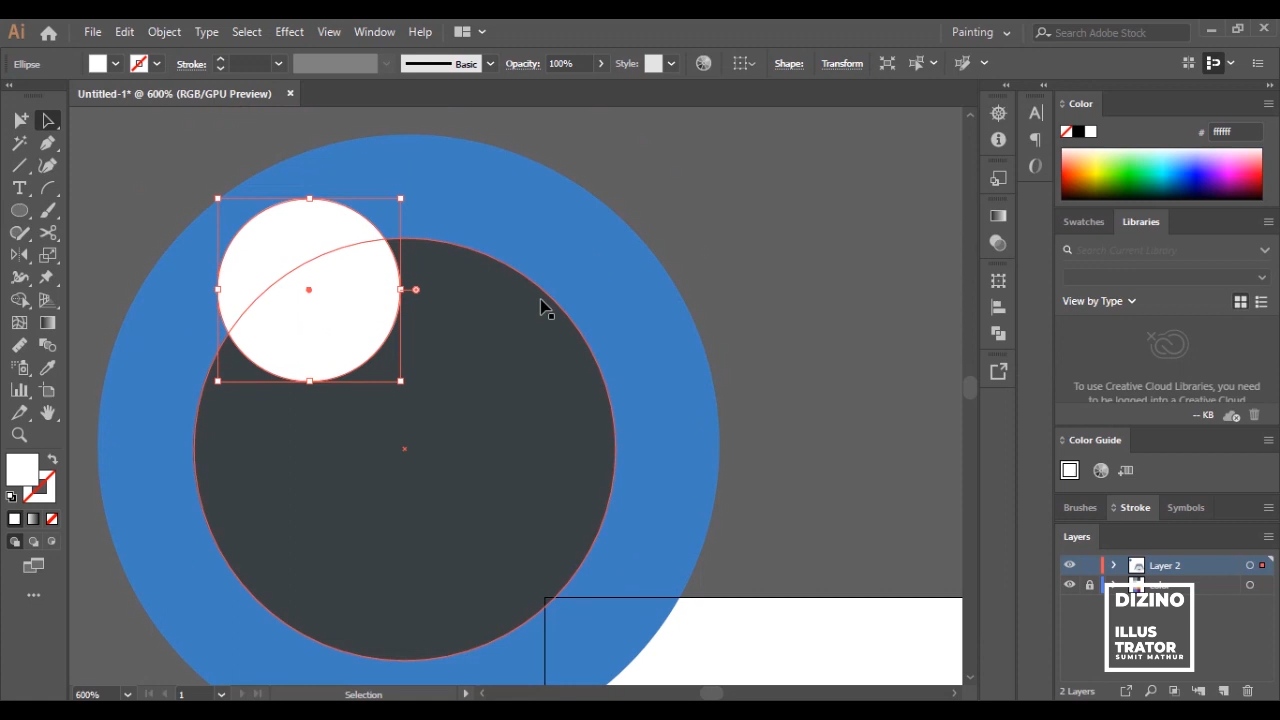 Ai File Edit Object Type Select Effect View Window Help Painting Search Adobe Stock
Ellipse Stroke: Basic Opacity: 100% Style: Shape: Transform
Untitled-1* @ 600% (RGB/GPU Preview)
Color
# ffffff
Swatches Libraries
Search Current Library
View by Type
To use Creative Cloud Libraries, you need
to be logged into a Creative Cloud
-- KB
Color Guide
Brushes Stroke Symbols
Layers
Layer 2
DIZINO
ILLUS
TRATOR
SUMIT MATHUR
600% 1 Selection 2 Layers